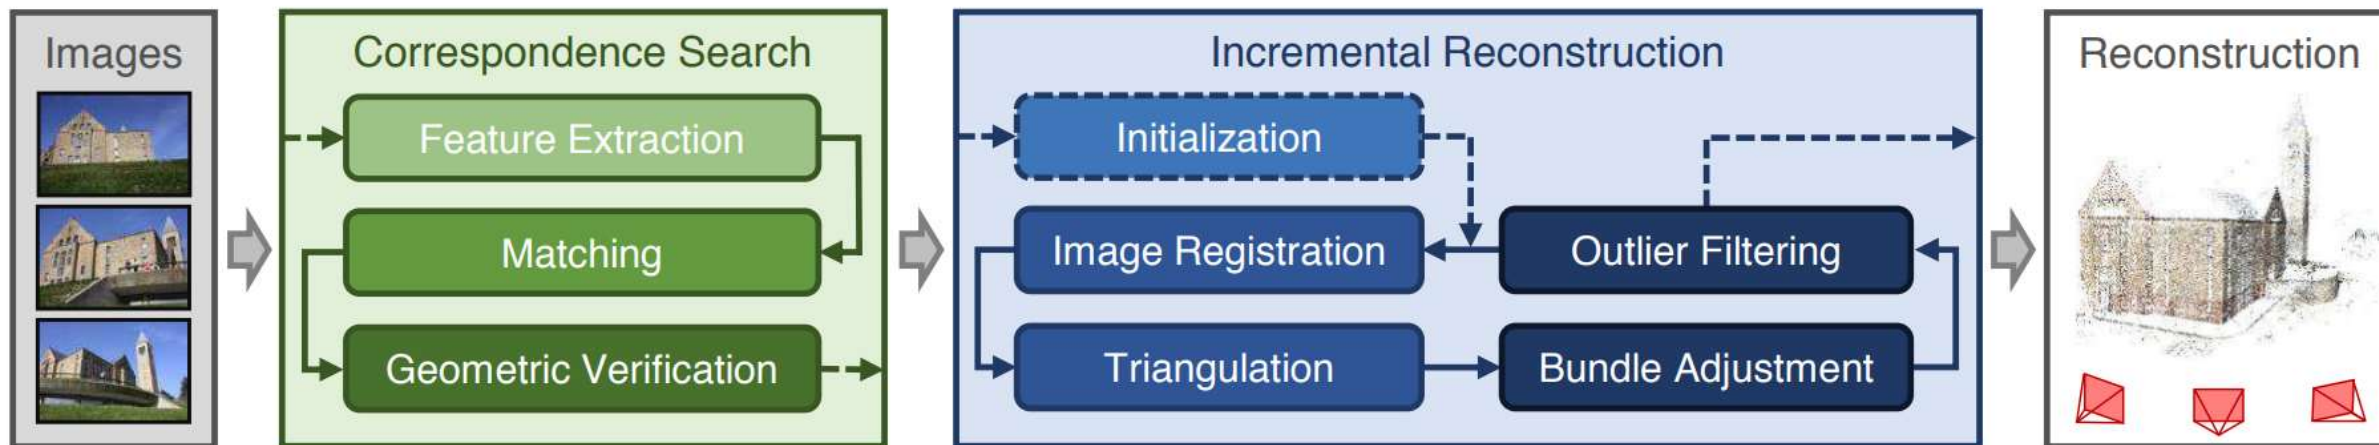 Images
Correspondence Search
Feature Extraction
Matching
Geometric Verification
Incremental Reconstruction
Initialization
Image Registration
Outlier Filtering
Triangulation
Bundle Adjustment
Reconstruction